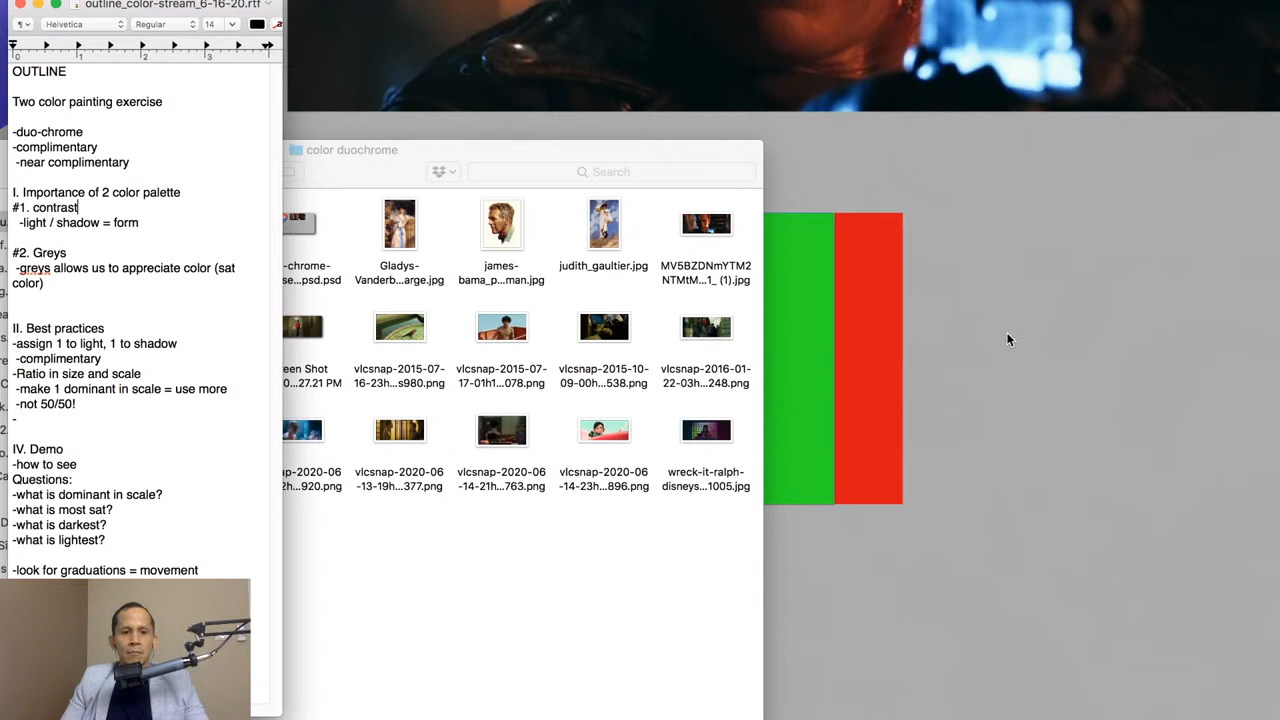 outline_color-stream_6-16-20.rtf
Helvetica
Regular
14
0
1
2
3
OUTLINE
Two color painting exercise
-duo-chrome
-complimentary
-near complimentary
I. Importance of 2 color palette
#1. contrast
-light / shadow = form
#2. Greys
-greys allows us to appreciate color (sat
color)
II. Best practices
-assign 1 to light, 1 to shadow
-complimentary
-Ratio in size and scale
-make 1 dominant in scale = use more
-not 50/50!
-
IV. Demo
-how to see
Questions:
-what is dominant in scale?
-what is most sat?
-what is darkest?
-what is lightest?
-look for graduations = movement
color duochrome
Search
-chrome-
se...psd.psd
Gladys-
Vanderb...arge.jpg
james-
bama_p...man.jpg
judith_gaultier.jpg
MV5BZDNmYTM2
NTMtM...1_ (1).jpg
een Shot
0...27.21 PM
vlcsnap-2015-07-
16-23h...s980.png
vlcsnap-2015-07-
17-01h1...078.png
vlcsnap-2015-10-
09-00h...538.png
vlcsnap-2016-01-
22-03h...248.png
ap-2020-06
2h...920.png
vlcsnap-2020-06
-13-19h...377.png
vlcsnap-2020-06
-14-21h...763.png
vlcsnap-2020-06
-14-23h...896.png
wreck-it-ralph-
disneys...1005.jpg